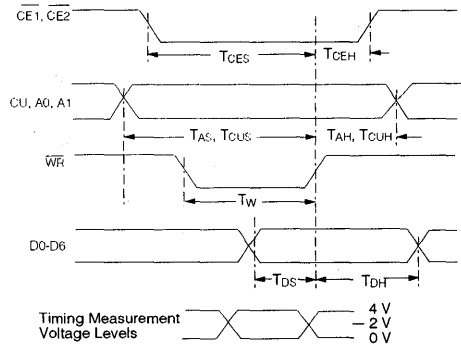 CE1, CE2
TCES
TCEH
CU, A0, A1
TAS, TCUS
TAH, TCUH
WR
TW
D0-D6
TDS
TDH
Timing Measurement
Voltage Levels
4 V
2 V
0 V